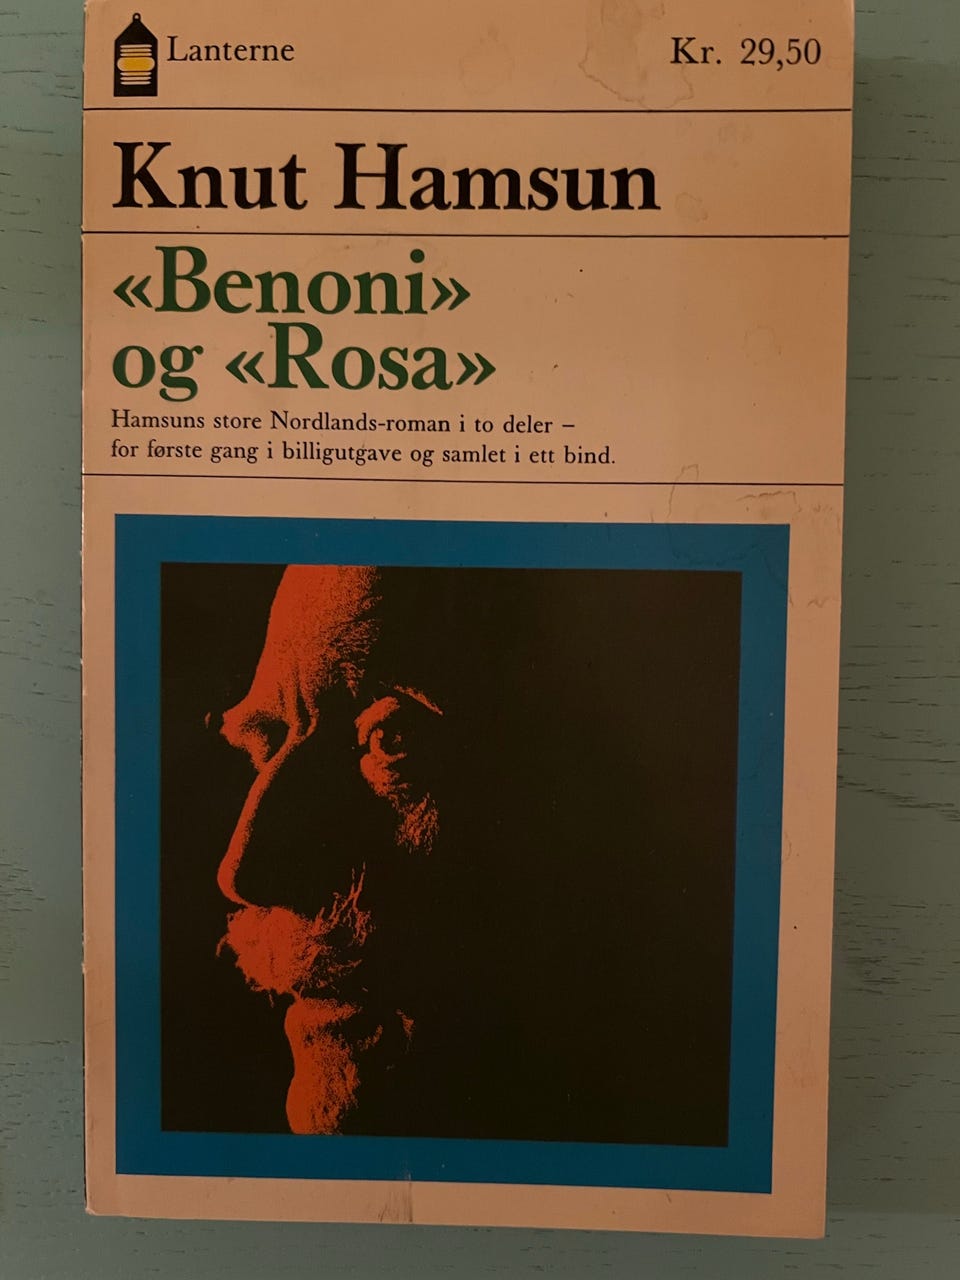 Lanterne
Kr. 29,50
Knut Hamsun
«Benoni»
og «Rosa»
Hamsuns store Nordlands-roman i to deler –
for første gang i billigutgave og samlet i ett bind.